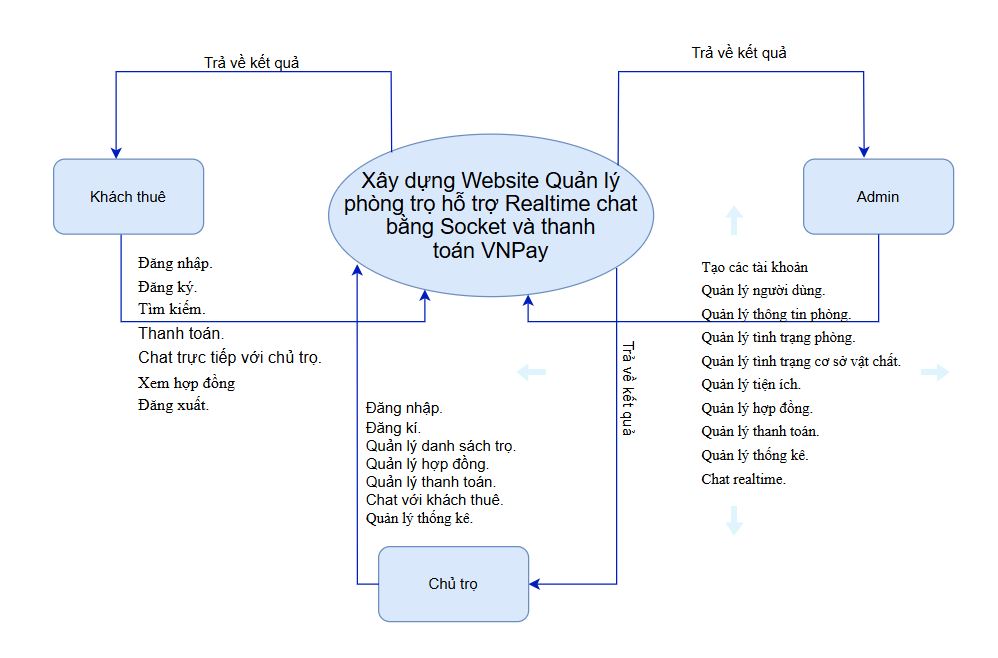 Trả về kết quả
Trả về kết quả
Xây dựng Website Quản lý
phòng trọ hỗ trợ Realtime chat
bằng Socket và thanh
toán VNPay
Khách thuê
Admin
Đăng nhập.
Đăng ký.
Tìm kiếm.
Thanh toán.
Chat trực tiếp với chủ trọ.
Xem hợp đồng
Đăng xuất.
Tạo các tài khoản
Quản lý người dùng.
Quản lý thông tin phòng.
Quản lý tình trạng phòng.
Quản lý tình trạng cơ sở vật chất.
Quản lý tiện ích.
Quản lý hợp đồng.
Quản lý thanh toán.
Quản lý thống kê.
Chat realtime.
Trả về kết quả
Đăng nhập.
Đăng kí.
Quản lý danh sách trọ.
Quản lý hợp đồng.
Quản lý thanh toán.
Chat với khách thuê.
Quản lý thống kê.
Chủ trọ